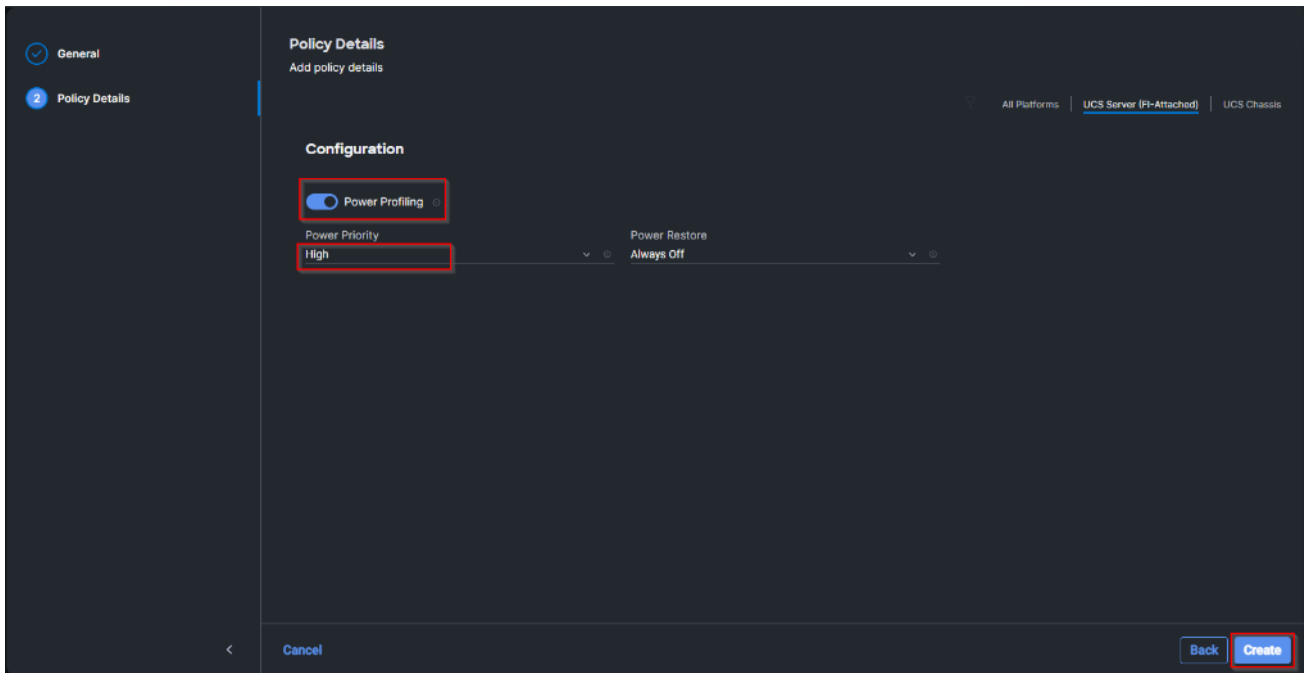 General
2 Policy Details
Policy Details
Add policy details
All Platforms UCS Server (FI-Attached) UCS Chassis
Configuration
Power Profiling
Power Priority Power Restore
High Always Off
Cancel Back Create